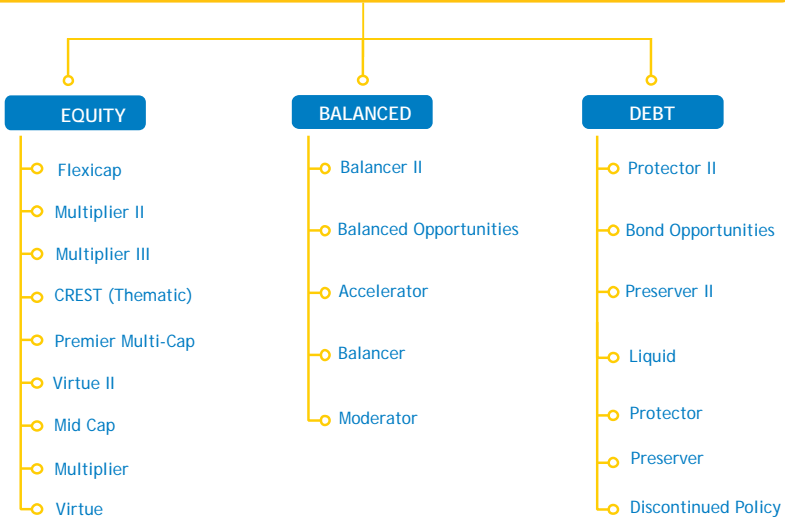 EQUITY
Flexicap
Multiplier II
Multiplier III
CREST (Thematic)
Premier Multi-Cap
Virtue II
Mid Cap
Multiplier
Virtue
BALANCED
Balancer II
Balanced Opportunities
Accelerator
Balancer
Moderator
DEBT
Protector II
Bond Opportunities
Preserver II
Liquid
Protector
Preserver
Discontinued Policy